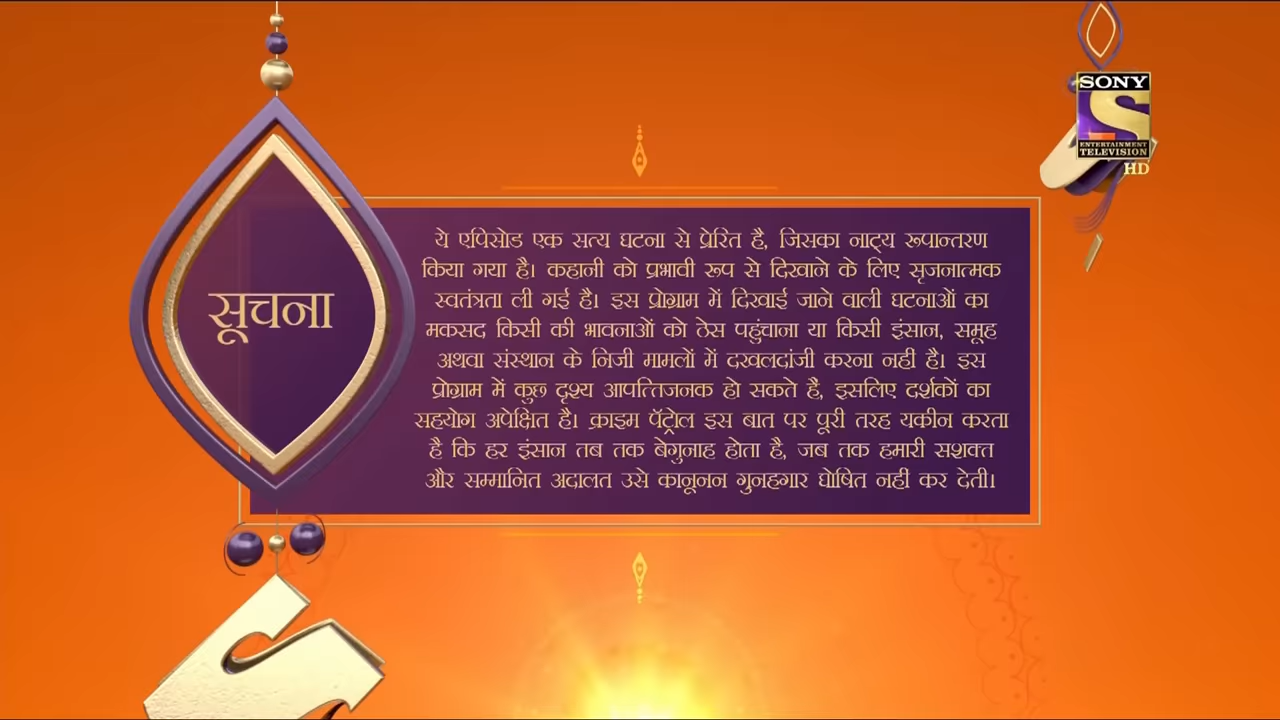 SONY
ENTERTAINMENT
TELEVISION
HD
सूचना
ये एपिसोड एक सत्य घटना से प्रेरित है, जिसका नाट्य रूपान्तरण
किया गया है। कहानी को प्रभावी रूप से दिखाने के लिए सृजनात्मक
स्वतंत्रता ली गई है। इस प्रोग्राम में दिखाई जाने वाली घटनाओं का
मकसद किसी की भावनाओं को ठेस पहुंचाना या किसी इंसान, समूह
अथवा संस्थान के निजी मामलों में दखलदांजी करना नहीं है। इस
प्रोग्राम में कुछ दृश्य आपत्तिजनक हो सकते हैं, इसलिए दर्शकों का
सहयोग अपेक्षित है। क्राइम पॅट्रोल इस बात पर पूरी तरह यकीन करता
है कि हर इंसान तब तक बेगुनाह होता है, जब तक हमारी सशक्त
और सम्मानित अदालत उसे कानूनन गुनहगार घोषित नहीं कर देती।